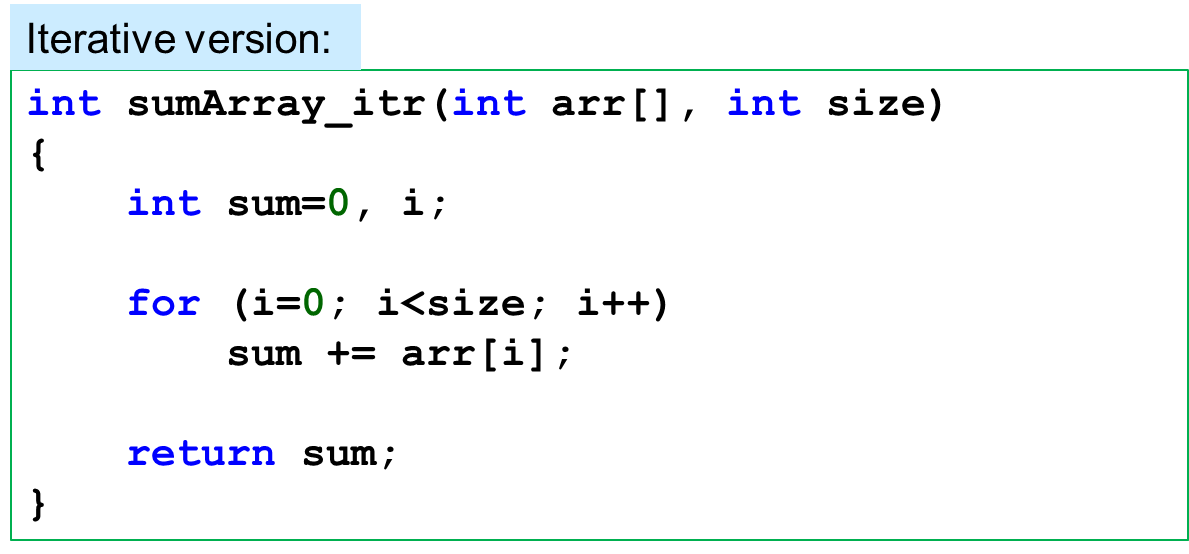 Iterative version:
int sumArray_itr(int arr[], int size)
{
int sum=0, i;
for (i=0; i<size; i++)
sum += arr[i];
return sum;
}